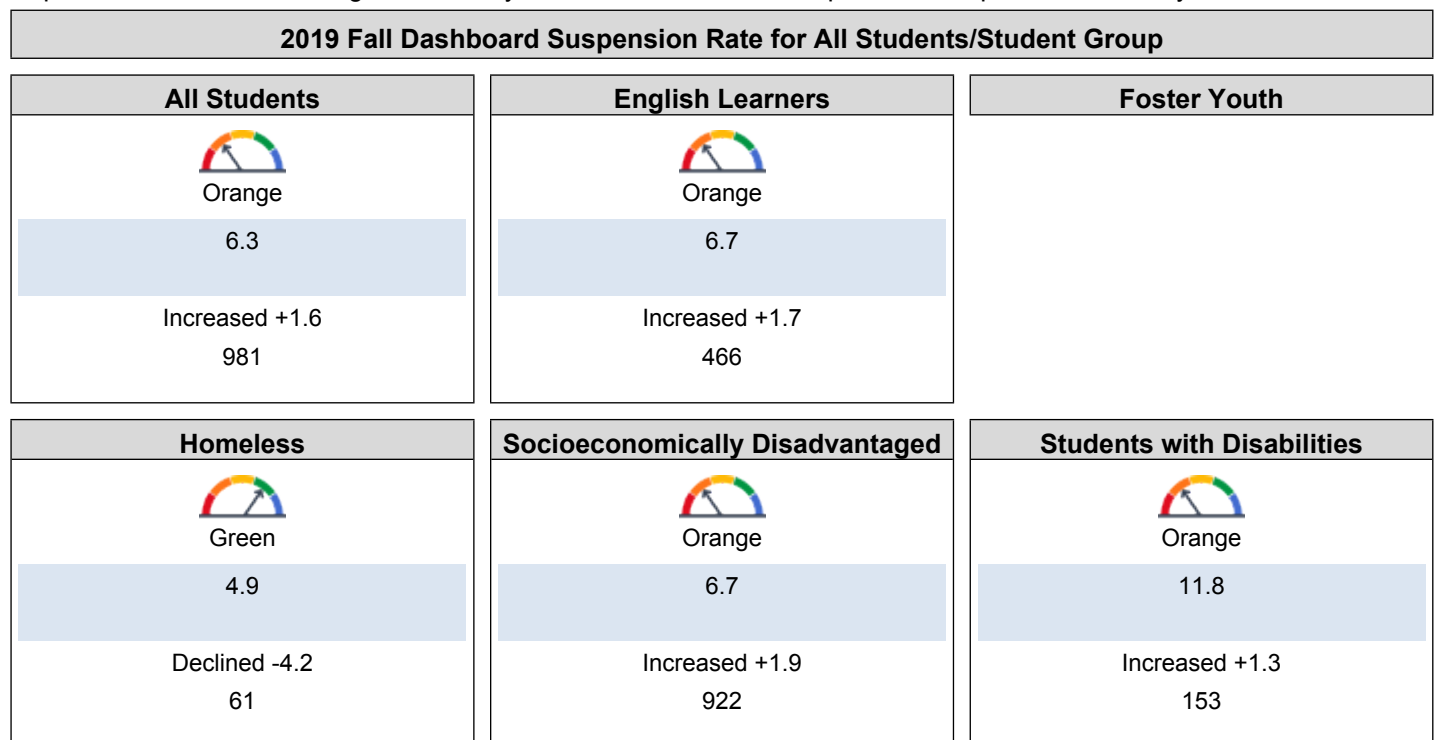 2019 Fall Dashboard Suspension Rate for All Students/Student Group
All Students
Orange
6.3
Increased +1.6
981
English Learners
Orange
6.7
Increased +1.7
466
Foster Youth
Homeless
Green
4.9
Declined -4.2
61
Socioeconomically Disadvantaged
Orange
6.7
Increased +1.9
922
Students with Disabilities
Orange
11.8
Increased +1.3
153